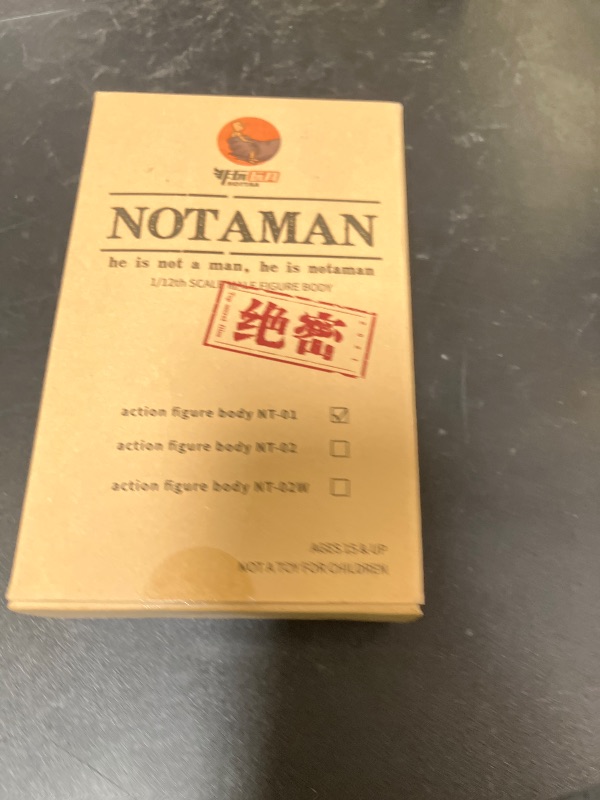 NOTAMAN
he is not a man, he is notaman
1/12th SCALE MALE FIGURE BODY
绝密
action figure body NT-01
action figure body NT-02
action figure body NT-02W
AGES 15 & UP
NOT A TOY FOR CHILDREN